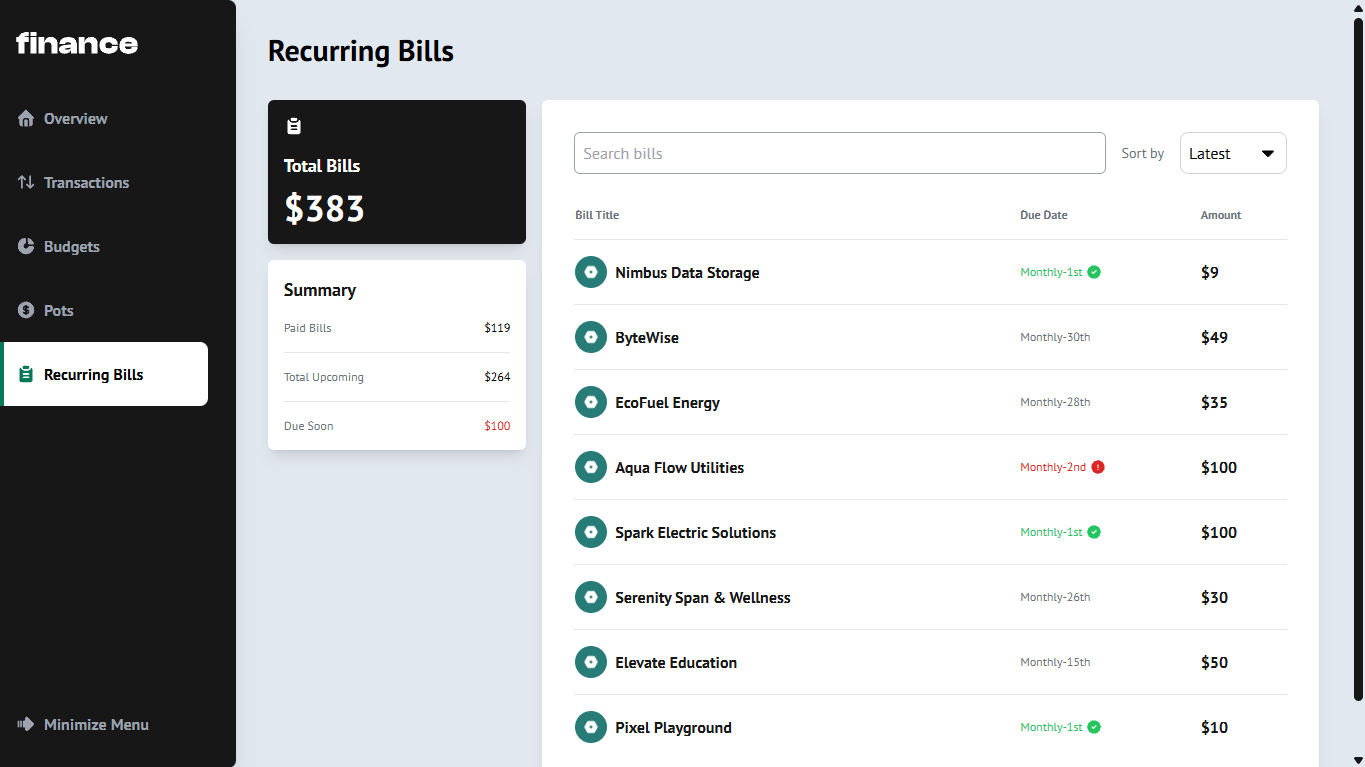 finance
Overview
Transactions
Budgets
Pots
Recurring Bills
Minimize Menu
Recurring Bills
Total Bills
$383
Summary
Paid Bills $119
Total Upcoming $264
Due Soon $100
Search bills Sort by Latest
Bill Title Due Date Amount
Nimbus Data Storage Monthly-1st $9
ByteWise Monthly-30th $49
EcoFuel Energy Monthly-28th $35
Aqua Flow Utilities Monthly-2nd $100
Spark Electric Solutions Monthly-1st $100
Serenity Span & Wellness Monthly-26th $30
Elevate Education Monthly-15th $50
Pixel Playground Monthly-1st $10